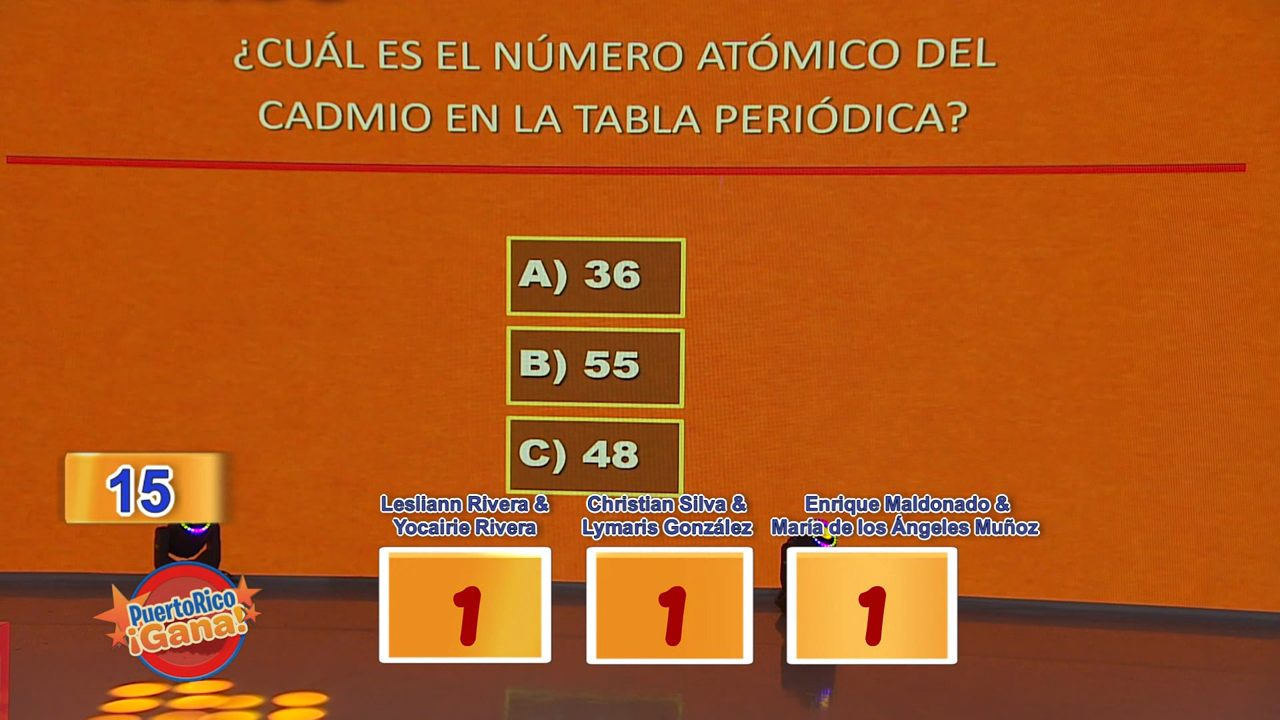 ¿CUÁL ES EL NÚMERO ATÓMICO DEL
CADMIO EN LA TABLA PERIÓDICA?
A) 36
B) 55
C) 48
15
Lesliann Rivera &
Yocairie Rivera
Christian Silva &
Lymaris González
Enrique Maldonado &
María de los Ángeles Muñoz
1
1
1
PuertoRico
¡Gana!